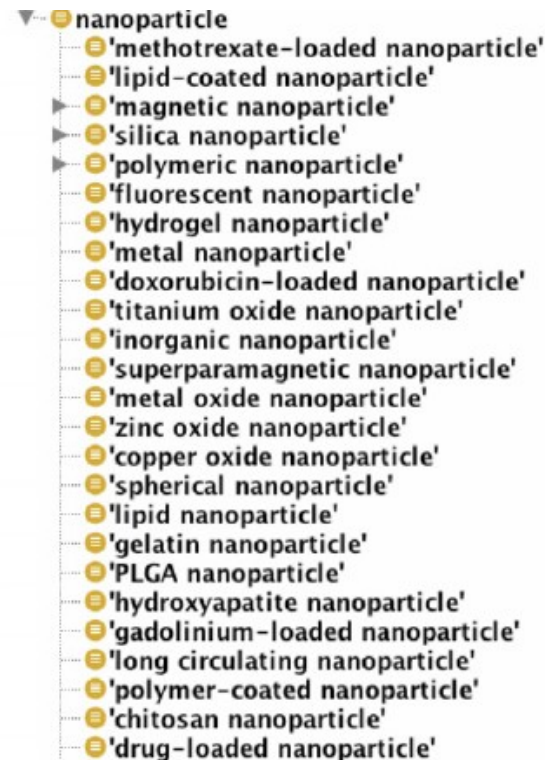 nanoparticle
'methotrexate-loaded nanoparticle'
'lipid-coated nanoparticle'
'magnetic nanoparticle'
'silica nanoparticle'
'polymeric nanoparticle'
'fluorescent nanoparticle'
'hydrogel nanoparticle'
'metal nanoparticle'
'doxorubicin-loaded nanoparticle'
'titanium oxide nanoparticle'
'inorganic nanoparticle'
'superparamagnetic nanoparticle'
'metal oxide nanoparticle'
'zinc oxide nanoparticle'
'copper oxide nanoparticle'
'spherical nanoparticle'
'lipid nanoparticle'
'gelatin nanoparticle'
'PLGA nanoparticle'
'hydroxyapatite nanoparticle'
'gadolinium-loaded nanoparticle'
'long circulating nanoparticle'
'polymer-coated nanoparticle'
'chitosan nanoparticle'
'drug-loaded nanoparticle'